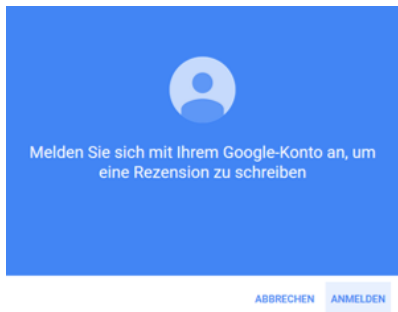 Melden Sie sich mit Ihrem Google-Konto an, um
eine Rezension zu schreiben
ABBRECHEN ANMELDEN